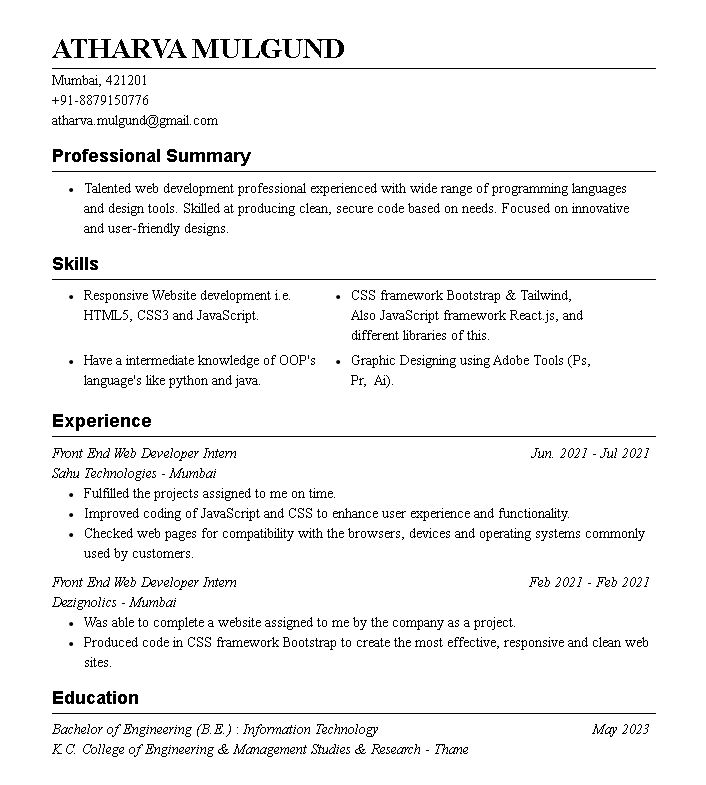 ATHARVA MULGUND
Mumbai, 421201
+91-8879150776
atharva.mulgund@gmail.com
Professional Summary
• Talented web development professional experienced with wide range of programming languages
and design tools. Skilled at producing clean, secure code based on needs. Focused on innovative
and user-friendly designs.
Skills
• Responsive Website development i.e.
HTML5, CSS3 and JavaScript.
• CSS framework Bootstrap & Tailwind,
Also JavaScript framework React.js, and
different libraries of this.
• Have a intermediate knowledge of OOP's
language's like python and java.
• Graphic Designing using Adobe Tools (Ps,
Pr, Ai).
Experience
Front End Web Developer Intern Jun. 2021 - Jul 2021
Sahu Technologies - Mumbai
• Fulfilled the projects assigned to me on time.
• Improved coding of JavaScript and CSS to enhance user experience and functionality.
• Checked web pages for compatibility with the browsers, devices and operating systems commonly
used by customers.
Front End Web Developer Intern Feb 2021 - Feb 2021
Dezignolics - Mumbai
• Was able to complete a website assigned to me by the company as a project.
• Produced code in CSS framework Bootstrap to create the most effective, responsive and clean web
sites.
Education
Bachelor of Engineering (B.E.) : Information Technology May 2023
K.C. College of Engineering & Management Studies & Research - Thane